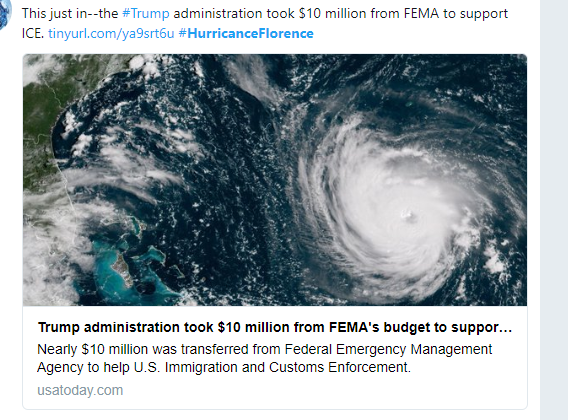 This just in--the #Trump administration took $10 million from FEMA to support
ICE. tinyurl.com/ya9srt6u #HurricanceFlorence
Trump administration took $10 million from FEMA's budget to suppor...
Nearly $10 million was transferred from Federal Emergency Management
Agency to help U.S. Immigration and Customs Enforcement.
usatoday.com